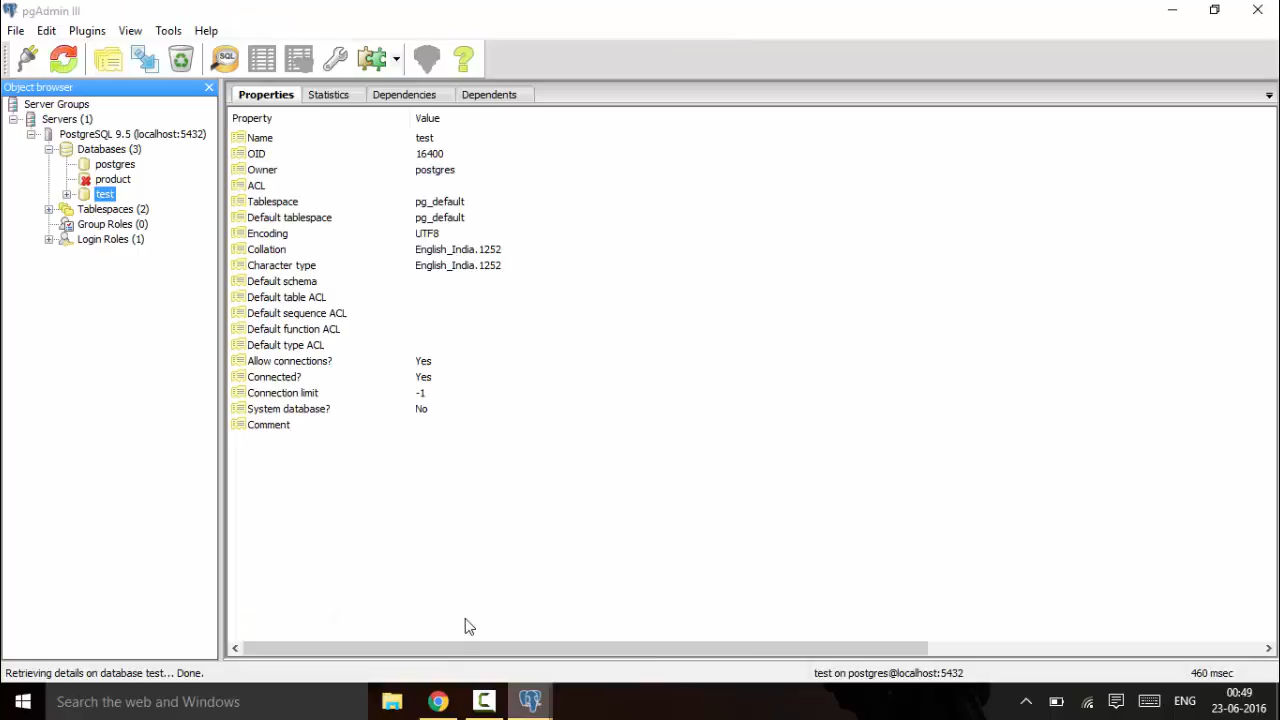 pgAdmin III
File Edit Plugins View Tools Help
SQL
Object browser
Server Groups
Servers (1)
PostgreSQL 9.5 (localhost:5432)
Databases (3)
postgres
product
test
Tablespaces (2)
Group Roles (0)
Login Roles (1)
Properties Statistics Dependencies Dependents
Property Value
Name test
OID 16400
Owner postgres
ACL
Tablespace pg_default
Default tablespace pg_default
Encoding UTF8
Collation English_India.1252
Character type English_India.1252
Default schema
Default table ACL
Default sequence ACL
Default function ACL
Default type ACL
Allow connections? Yes
Connected? Yes
Connection limit -1
System database? No
Comment
Retrieving details on database test... Done. test on postgres@localhost:5432 460 msec
Search the web and Windows
ENG
00:49
23-06-2016